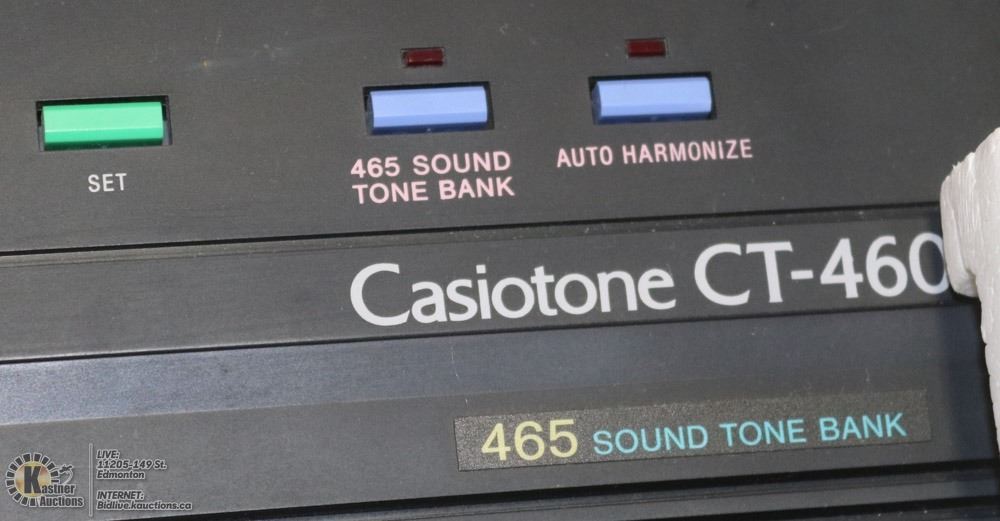 SET
465 SOUND
TONE BANK
AUTO HARMONIZE
Casiotone CT-460
465 SOUND TONE BANK
Kastner
Auctions
LIVE:
11205-149 St.
Edmonton
INTERNET:
Bidlive.kauctions.ca